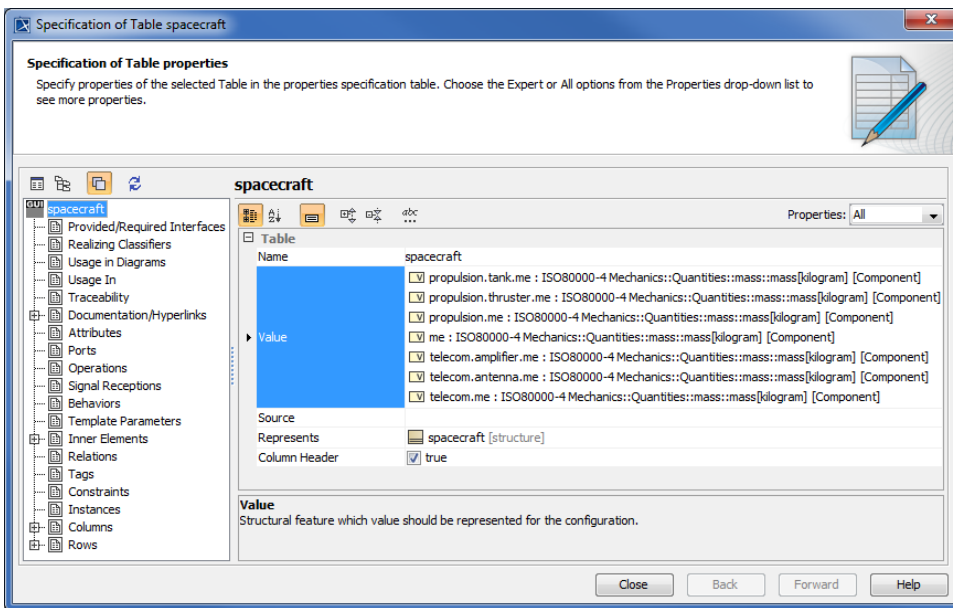 Specification of Table spacecraft
Specification of Table properties
Specify properties of the selected Table in the properties specification table. Choose the Expert or All options from the Properties drop-down list to
see more properties.
spacecraft
GUI
spacecraft
Provided/Required Interfaces
Realizing Classifiers
Usage in Diagrams
Usage In
Traceability
Documentation/Hyperlinks
Attributes
Ports
Operations
Signal Receptions
Behaviors
Template Parameters
Inner Elements
Relations
Tags
Constraints
Instances
Columns
Rows
abc
Properties: All
Table
Name spacecraft
Value
V propulsion.tank.me : ISO80000-4 Mechanics::Quantities::mass::mass[kilogram] [Component]
V propulsion.thruster.me : ISO80000-4 Mechanics::Quantities::mass::mass[kilogram] [Component]
V propulsion.me : ISO80000-4 Mechanics::Quantities::mass::mass[kilogram] [Component]
V me : ISO80000-4 Mechanics::Quantities::mass::mass[kilogram] [Component]
V telecom.amplifier.me : ISO80000-4 Mechanics::Quantities::mass::mass[kilogram] [Component]
V telecom.antenna.me : ISO80000-4 Mechanics::Quantities::mass::mass[kilogram] [Component]
V telecom.me : ISO80000-4 Mechanics::Quantities::mass::mass[kilogram] [Component]
Source
Represents spacecraft [structure]
Column Header true
Value
Structural feature which value should be represented for the configuration.
Close Back Forward Help